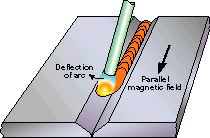 Deflection
of arc
Parallel
magnetic field